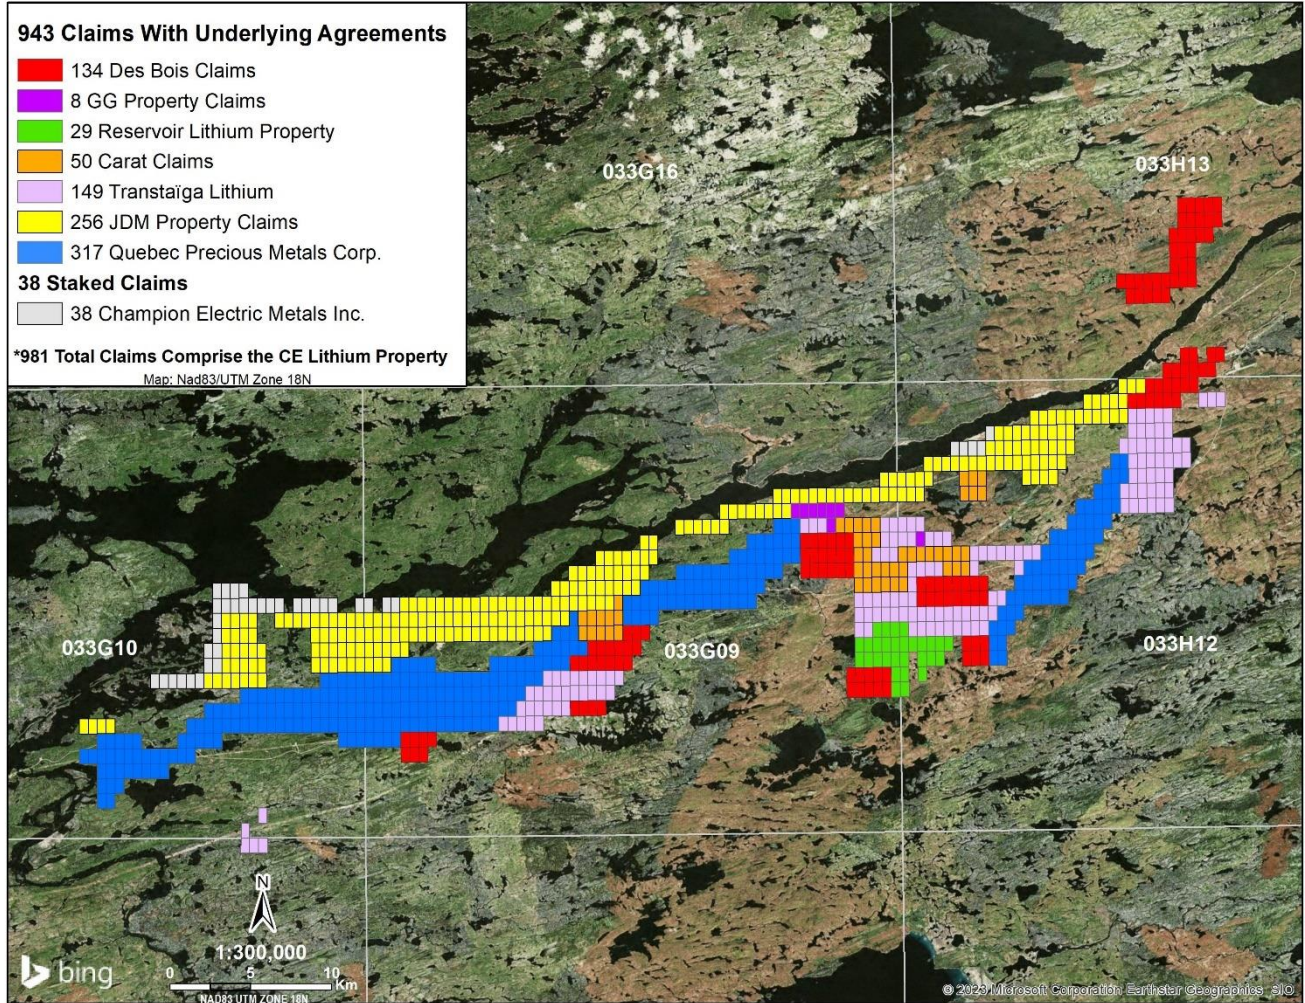 943 Claims With Underlying Agreements
134 Des Bois Claims
8 GG Property Claims
29 Reservoir Lithium Property
50 Carat Claims
149 Transtaïga Lithium
256 JDM Property Claims
317 Quebec Precious Metals Corp.
38 Staked Claims
38 Champion Electric Metals Inc.
*981 Total Claims Comprise the CE Lithium Property
Map: Nad83/UTM Zone 18N
033G16
033H13
033G10
033G09
033H12
N
1:300,000
0 5 10
Km
NAD83 UTM ZONE 18N
bing
© 2023 Microsoft Corporation Earthstar Geographics SIO